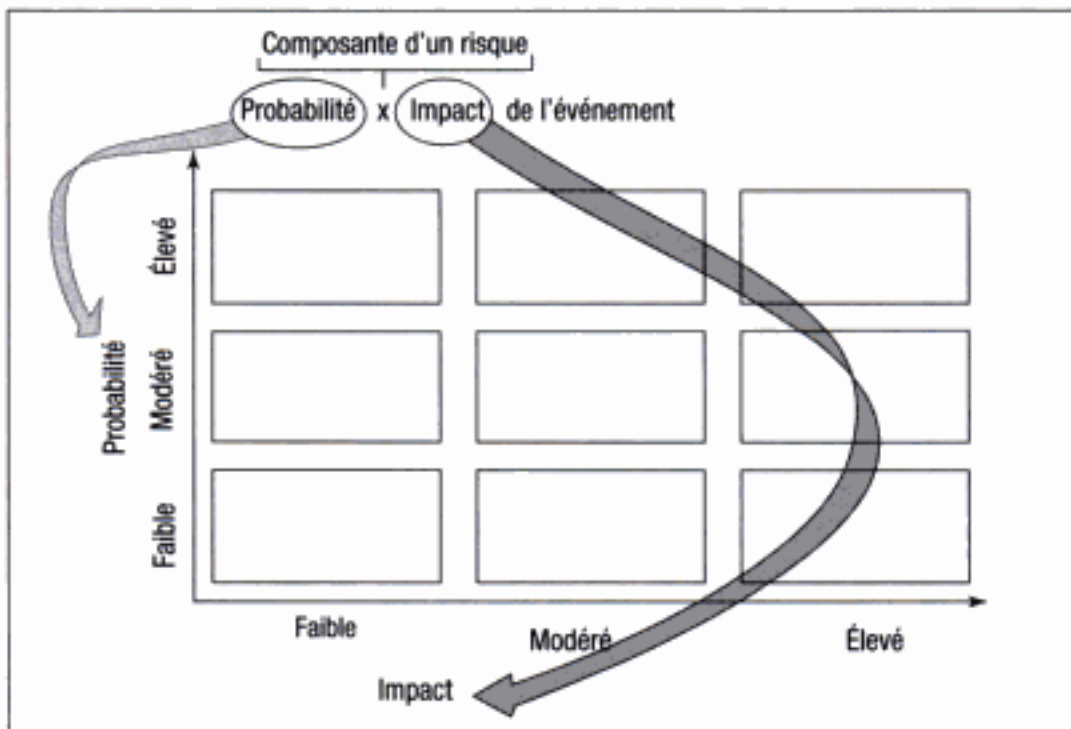 Composante d'un risque
Probabilité x Impact de l'événement
Élevé
Probabilité
Modéré
Faible
Faible
Modéré
Élevé
Impact